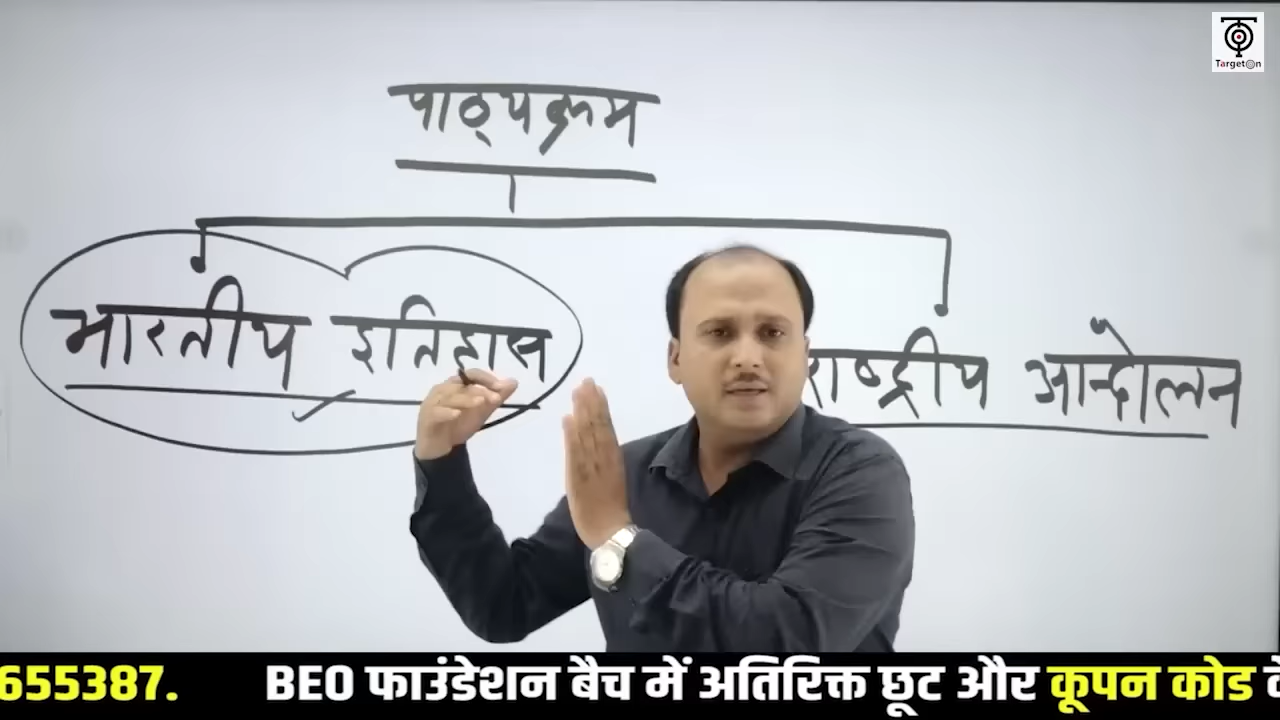 TargetOn
पाठ्यक्रम
भारतीय इतिहास
राष्ट्रीय आन्दोलन
655387. BEO फाउंडेशन बैच में अतिरिक्त छूट और कूपन कोड